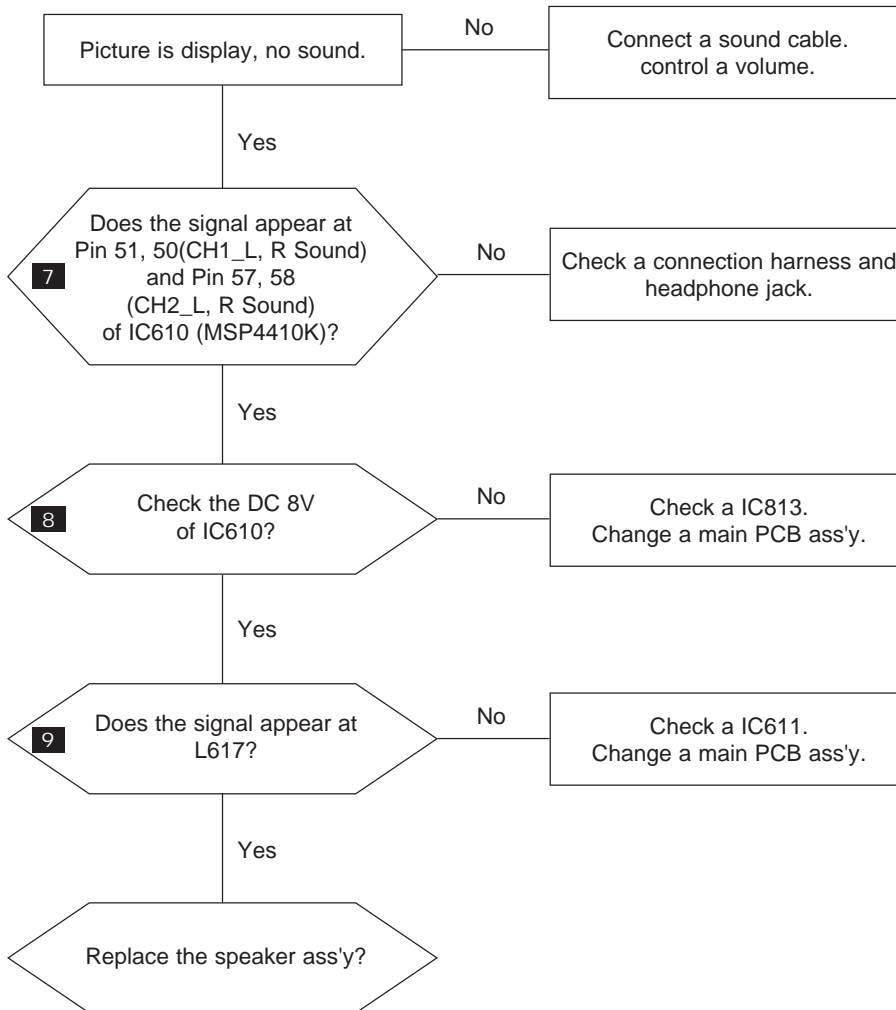 Picture is display, no sound.
No
Connect a sound cable.
control a volume.
Yes
Does the signal appear at
Pin 51, 50(CH1_L, R Sound)
and Pin 57, 58
(CH2_L, R Sound)
of IC610 (MSP4410K)?
7
No
Check a connection harness and
headphone jack.
Yes
Check the DC 8V
of IC610?
8
No
Check a IC813.
Change a main PCB ass'y.
Yes
Does the signal appear at
L617?
9
No
Check a IC611.
Change a main PCB ass'y.
Yes
Replace the speaker ass'y?